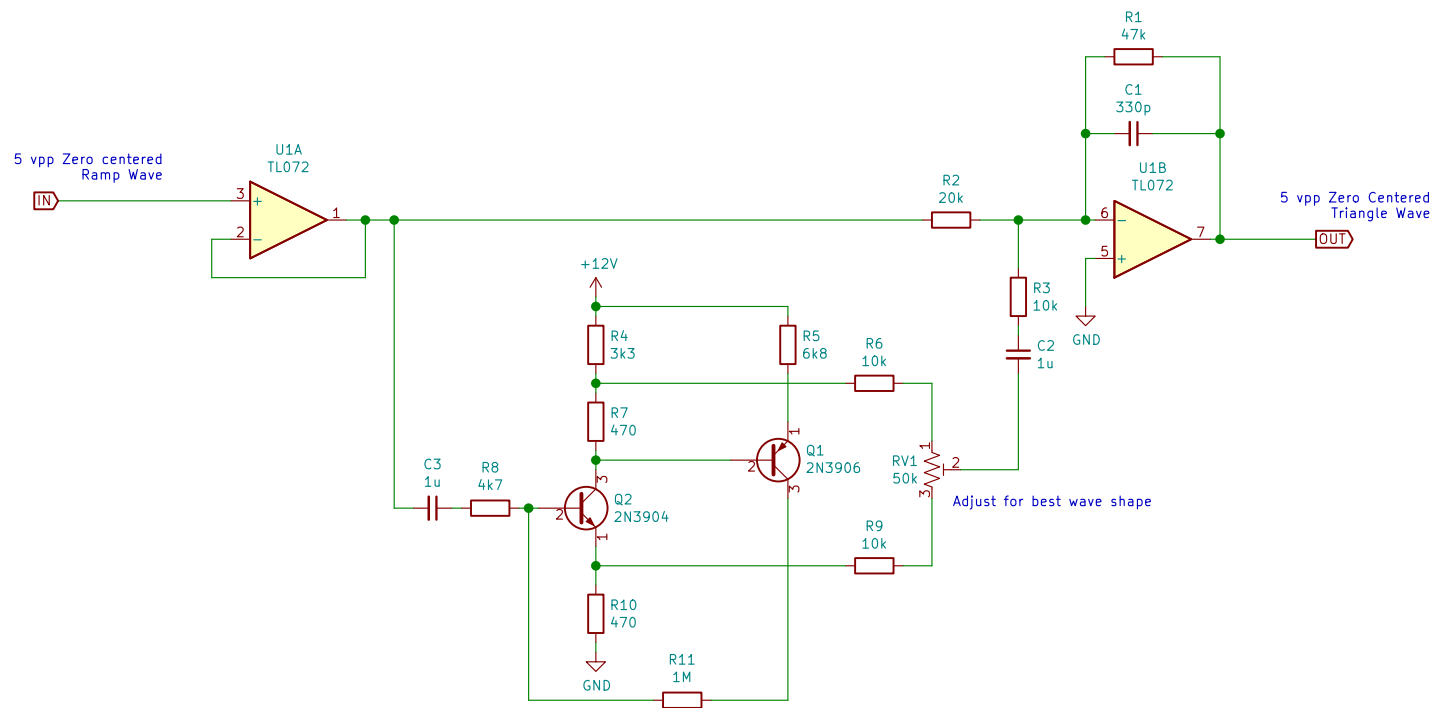 R1
47k
C1
330p
5 vpp Zero centered
Ramp Wave
U1A
TL072
U1B
TL072
R2
20k
5 vpp Zero Centered
Triangle Wave
IN
3
+
1
2
−
6
−
7
5
+
OUT
+12V
R3
10k
GND
R4
3k3
R5
6k8
R6
10k
C2
1u
R7
470
1
Q1
2N3906
2
3
RV1
50k
1
2
3
Adjust for best wave shape
C3
1u
R8
4k7
3
Q2
2N3904
2
1
R9
10k
R10
470
GND
R11
1M